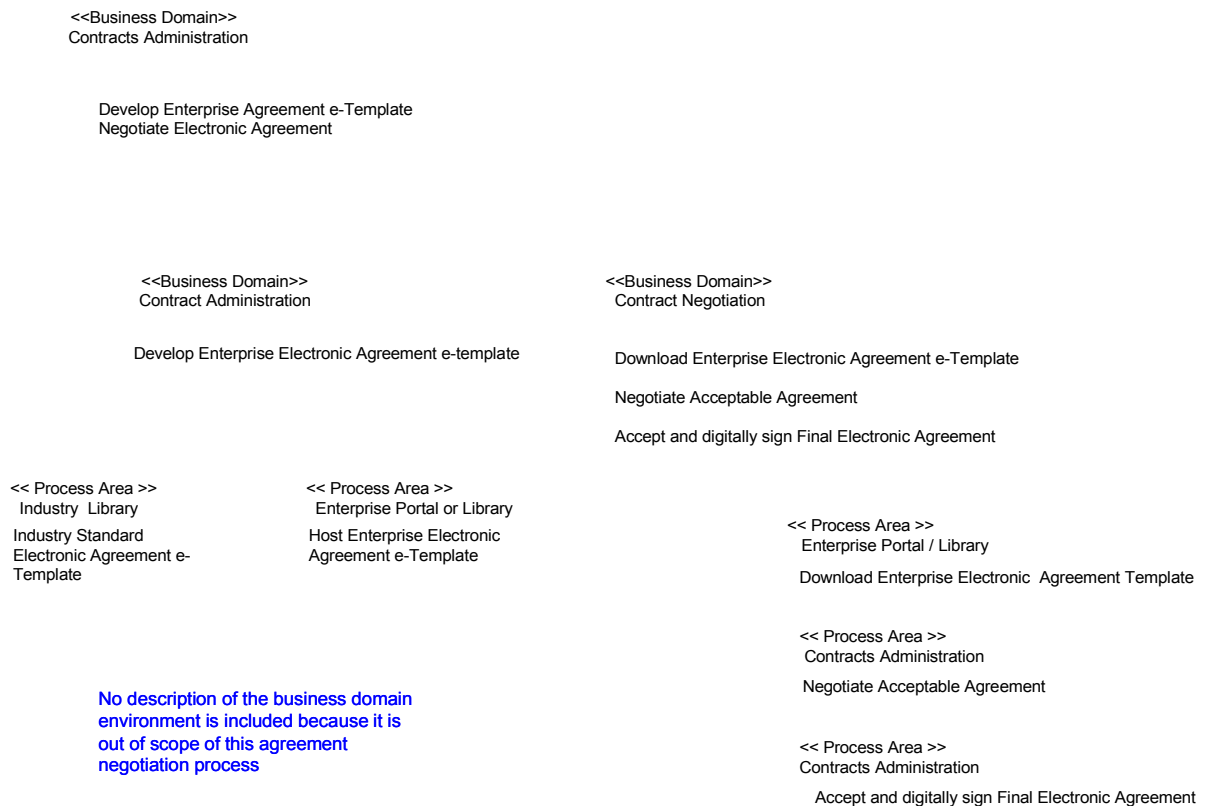 <<Business Domain>>
Contracts Administration
Develop Enterprise Agreement e-Template
Negotiate Electronic Agreement
<<Business Domain>>
Contract Administration
Develop Enterprise Electronic Agreement e-template
<<Business Domain>>
Contract Negotiation
Download Enterprise Electronic Agreement e-Template
Negotiate Acceptable Agreement
Accept and digitally sign Final Electronic Agreement
<< Process Area >>
Industry Library
Industry Standard
Electronic Agreement e-
Template
<< Process Area >>
Enterprise Portal or Library
Host Enterprise Electronic
Agreement e-Template
<< Process Area >>
Enterprise Portal / Library
Download Enterprise Electronic Agreement Template
<< Process Area >>
Contracts Administration
Negotiate Acceptable Agreement
<< Process Area >>
Contracts Administration
Accept and digitally sign Final Electronic Agreement
No description of the business domain
environment is included because it is
out of scope of this agreement
negotiation process